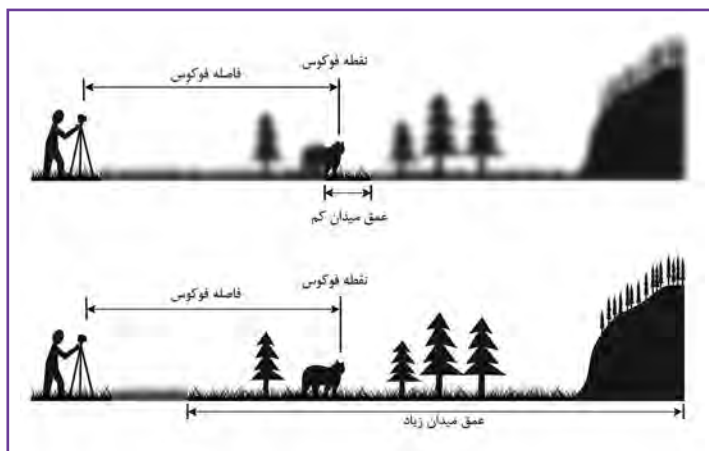 نقطه فوکوس
فاصله فوکوس
عمق میدان کم
نقطه فوکوس
فاصله فوکوس
عمق میدان زیاد